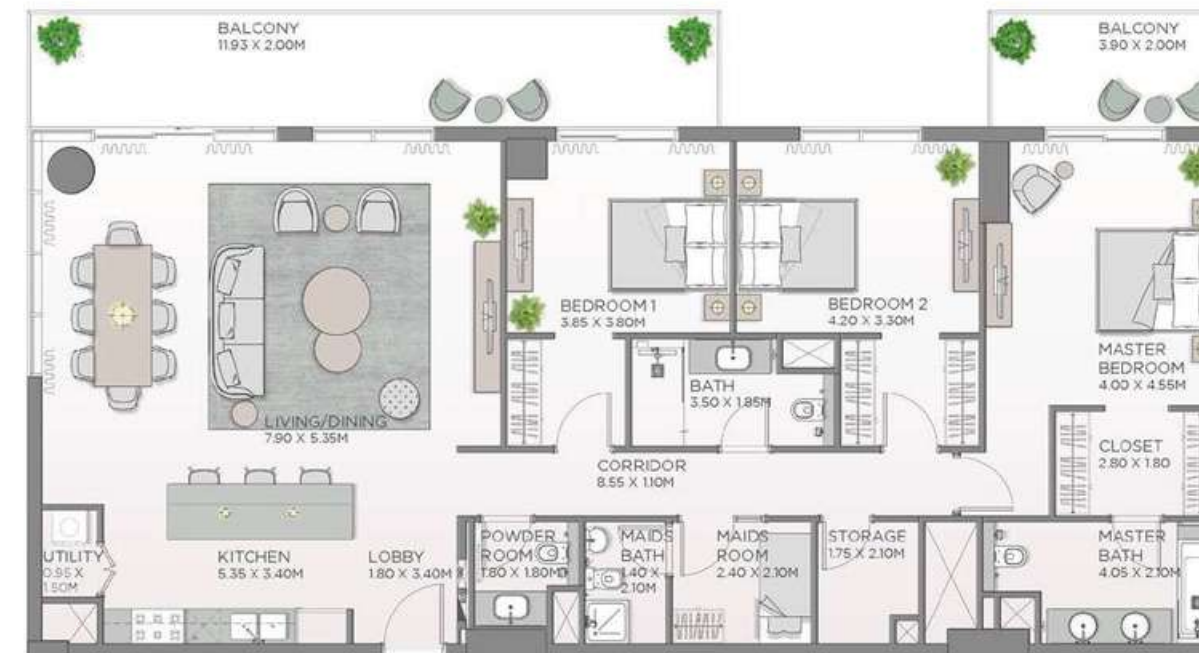 BALCONY
11.93 X 2.00M
BALCONY
3.90 X 2.00M
BEDROOM 1
3.85 X 3.80M
BEDROOM 2
4.20 X 3.30M
MASTER
BEDROOM
4.00 X 4.55M
BATH
3.50 X 1.85M
LIVING/DINING
7.90 X 5.35M
CLOSET
2.80 X 1.80
CORRIDOR
8.55 X 1.10M
UTILITY
0.95 X
1.50M
KITCHEN
5.35 X 3.40M
LOBBY
1.80 X 3.40M
POWDER
ROOM
1.80 X 1.80M
MAIDS
BATH
1.40 X
2.10M
MAIDS
ROOM
2.40 X 2.10M
STORAGE
1.75 X 2.10M
MASTER
BATH
4.05 X 2.10M